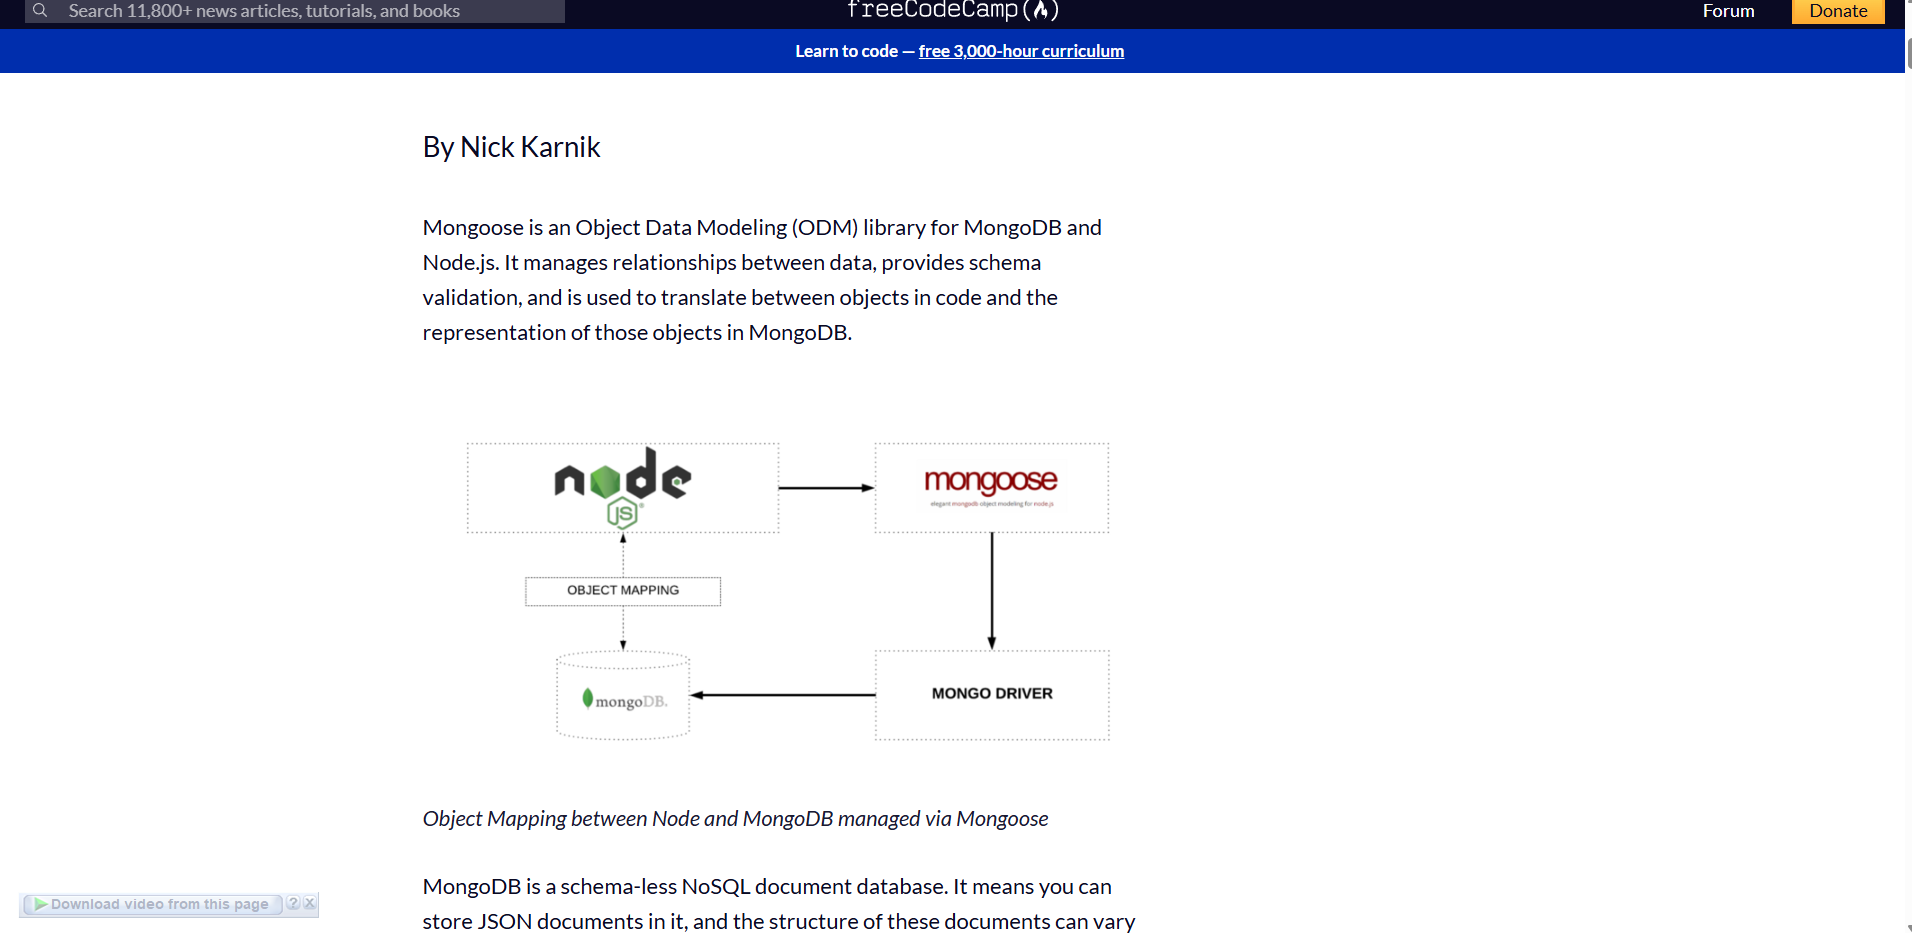 Search 11,800+ news articles, tutorials, and books
freeCodeCamp(🔥)
Forum
Donate
Learn to code — free 3,000-hour curriculum
By Nick Karnik
Mongoose is an Object Data Modeling (ODM) library for MongoDB and
Node.js. It manages relationships between data, provides schema
validation, and is used to translate between objects in code and the
representation of those objects in MongoDB.
node
JS
mongoose
elegant mongodb object modeling for node.js
OBJECT MAPPING
mongoDB.
MONGO DRIVER
Object Mapping between Node and MongoDB managed via Mongoose
MongoDB is a schema-less NoSQL document database. It means you can
store JSON documents in it, and the structure of these documents can vary
Download video from this page ? x